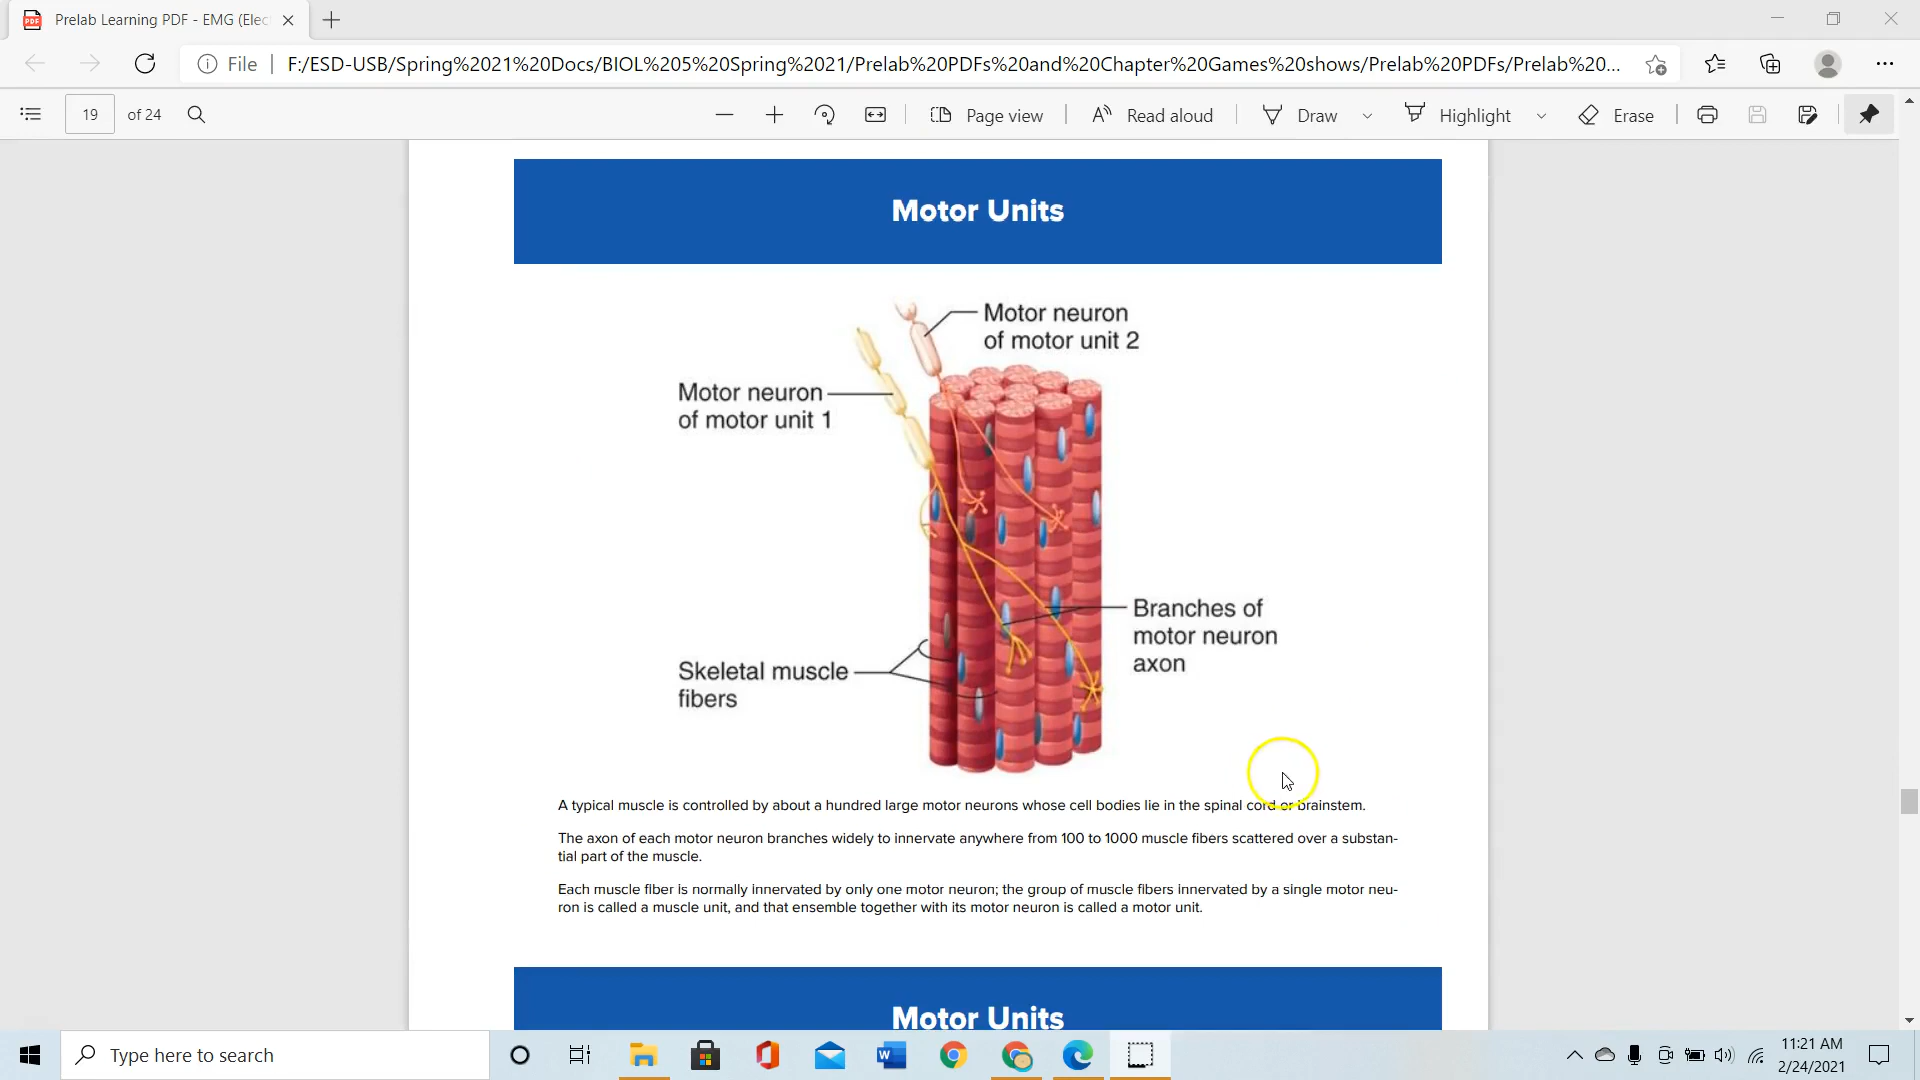 Prelab Learning PDF - EMG (Elec
File
F:/ESD-USB/Spring%2021%20Docs/BIOL%205%20Spring%2021/Prelab%20PDFs%20and%20Chapter%20Games%20shows/Prelab%20PDFs/Prelab%20...
19 of 24
Page view
Read aloud
Draw
Highlight
Erase
Motor Units
Motor neuron
of motor unit 2
Motor neuron
of motor unit 1
Branches of
motor neuron
axon
Skeletal muscle
fibers
A typical muscle is controlled by about a hundred large motor neurons whose cell bodies lie in the spinal cord or brainstem.
The axon of each motor neuron branches widely to innervate anywhere from 100 to 1000 muscle fibers scattered over a substan-
tial part of the muscle.
Each muscle fiber is normally innervated by only one motor neuron; the group of muscle fibers innervated by a single motor neu-
ron is called a muscle unit, and that ensemble together with its motor neuron is called a motor unit.
Motor Units
Type here to search
11:21 AM
2/24/2021